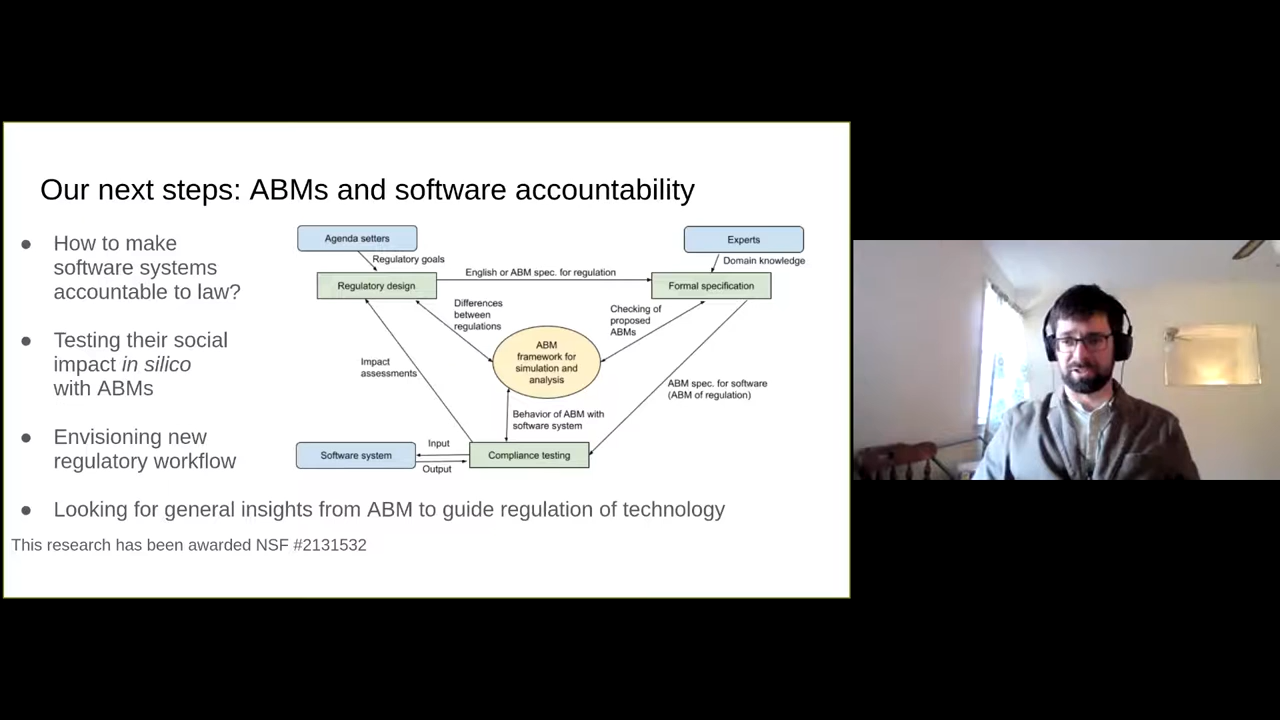 Our next steps: ABMs and software accountability
● How to make
software systems
accountable to law?
● Testing their social
impact in silico
with ABMs
● Envisioning new
regulatory workflow
● Looking for general insights from ABM to guide regulation of technology
This research has been awarded NSF #2131532
Agenda setters
Regulatory goals
Regulatory design
English or ABM spec. for regulation
Experts
Domain knowledge
Formal specification
Differences
between
regulations
Checking of
proposed
ABMs
ABM
framework for
simulation and
analysis
Impact
assessments
ABM spec. for software
(ABM of regulation)
Behavior of ABM with
software system
Software system
Input
Output
Compliance testing